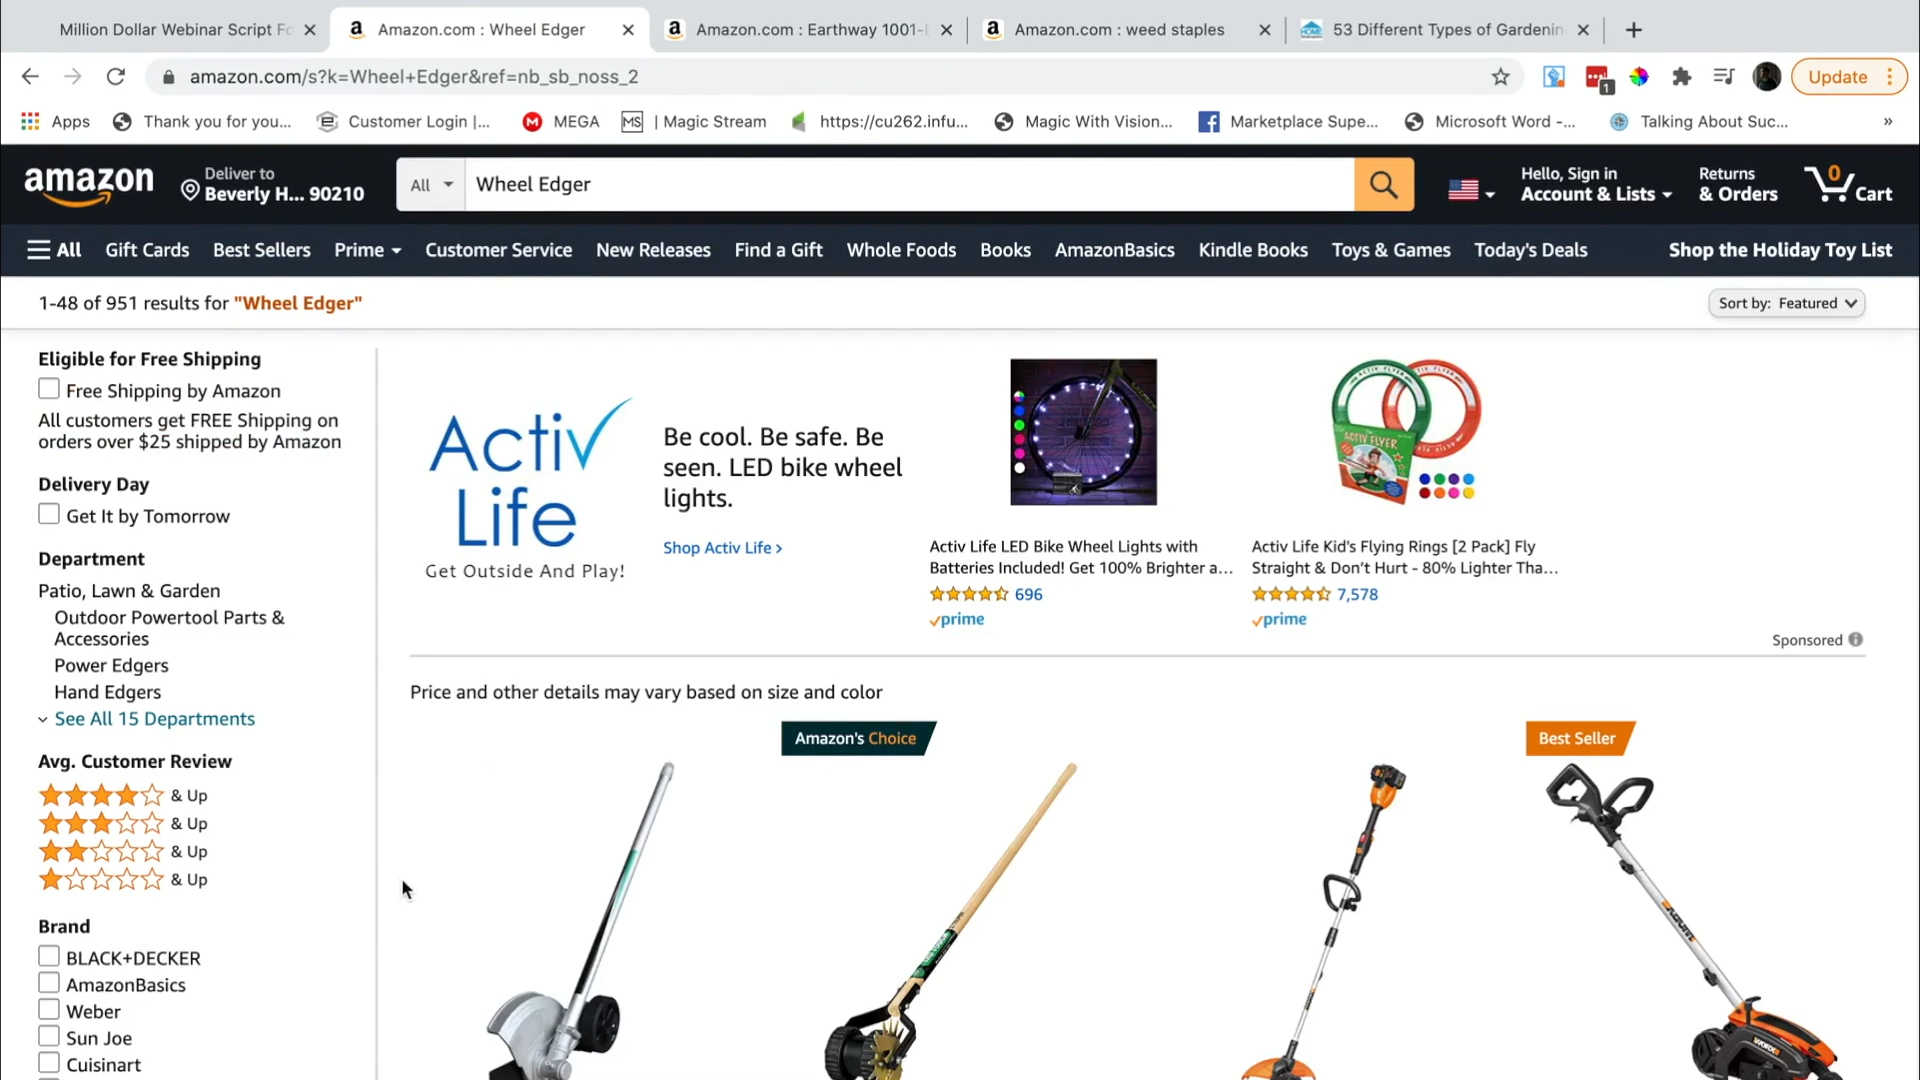 Million Dollar Webinar Script Fo
Amazon.com : Wheel Edger
Amazon.com : Earthway 1001-
Amazon.com : weed staples
53 Different Types of Gardenin
amazon.com/s?k=Wheel+Edger&ref=nb_sb_noss_2
1
Update
Apps
Thank you for you...
Customer Login |...
MEGA
MS
| Magic Stream
https://cu262.infu...
Magic With Vision...
Marketplace Supe...
Microsoft Word -...
Talking About Suc...
»
amazon
Deliver to
Beverly H... 90210
All
Wheel Edger
Hello, Sign in
Account & Lists
Returns
& Orders
0
Cart
All
Gift Cards
Best Sellers
Prime
Customer Service
New Releases
Find a Gift
Whole Foods
Books
AmazonBasics
Kindle Books
Toys & Games
Today's Deals
Shop the Holiday Toy List
1-48 of 951 results for "Wheel Edger"
Sort by: Featured
Eligible for Free Shipping
Free Shipping by Amazon
All customers get FREE Shipping on
orders over $25 shipped by Amazon
Delivery Day
Get It by Tomorrow
Department
Patio, Lawn & Garden
Outdoor Powertool Parts &
Accessories
Power Edgers
Hand Edgers
See All 15 Departments
Avg. Customer Review
& Up
& Up
& Up
& Up
Brand
BLACK+DECKER
AmazonBasics
Weber
Sun Joe
Cuisinart
Activ
Life
Get Outside And Play!
Be cool. Be safe. Be
seen. LED bike wheel
lights.
Shop Activ Life >
Activ Life LED Bike Wheel Lights with
Batteries Included! Get 100% Brighter a...
696
prime
ACTIV FLYER
Activ Life Kid's Flying Rings [2 Pack] Fly
Straight & Don't Hurt - 80% Lighter Tha...
7,578
prime
Sponsored
Price and other details may vary based on size and color
Amazon's Choice
Best Seller
WORX
WORX